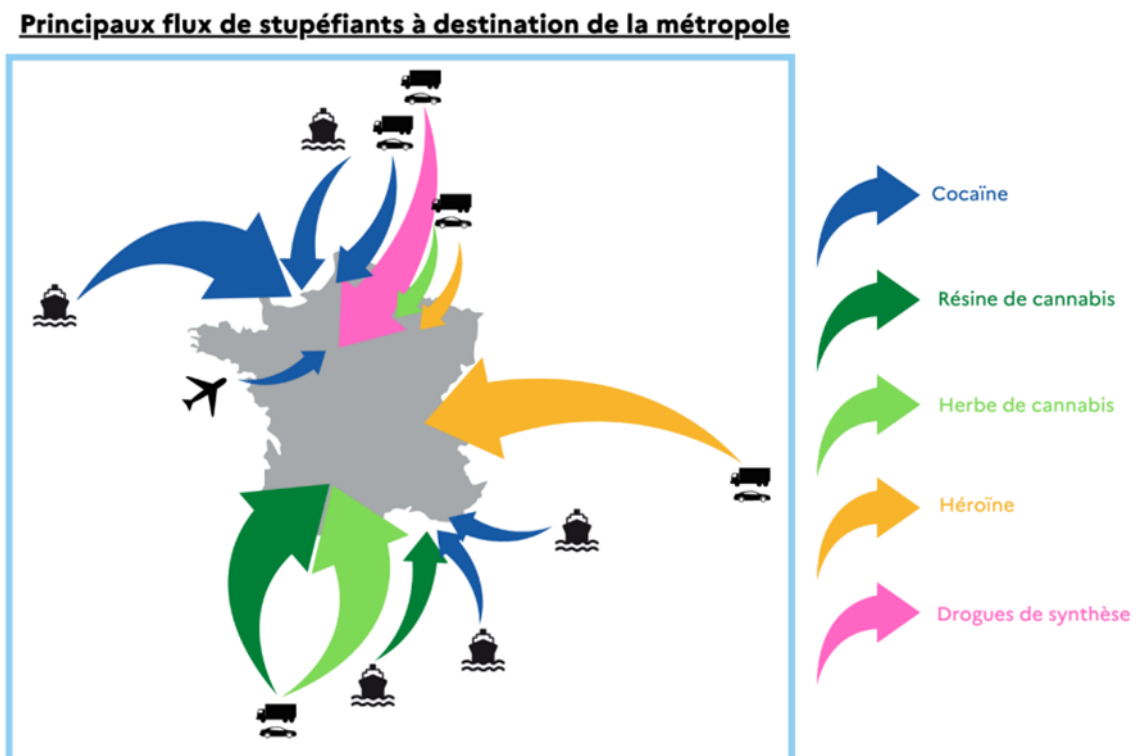 Principaux flux de stupéfiants à destination de la métropole
Cocaïne
Résine de cannabis
Herbe de cannabis
Héroïne
Drogues de synthèse